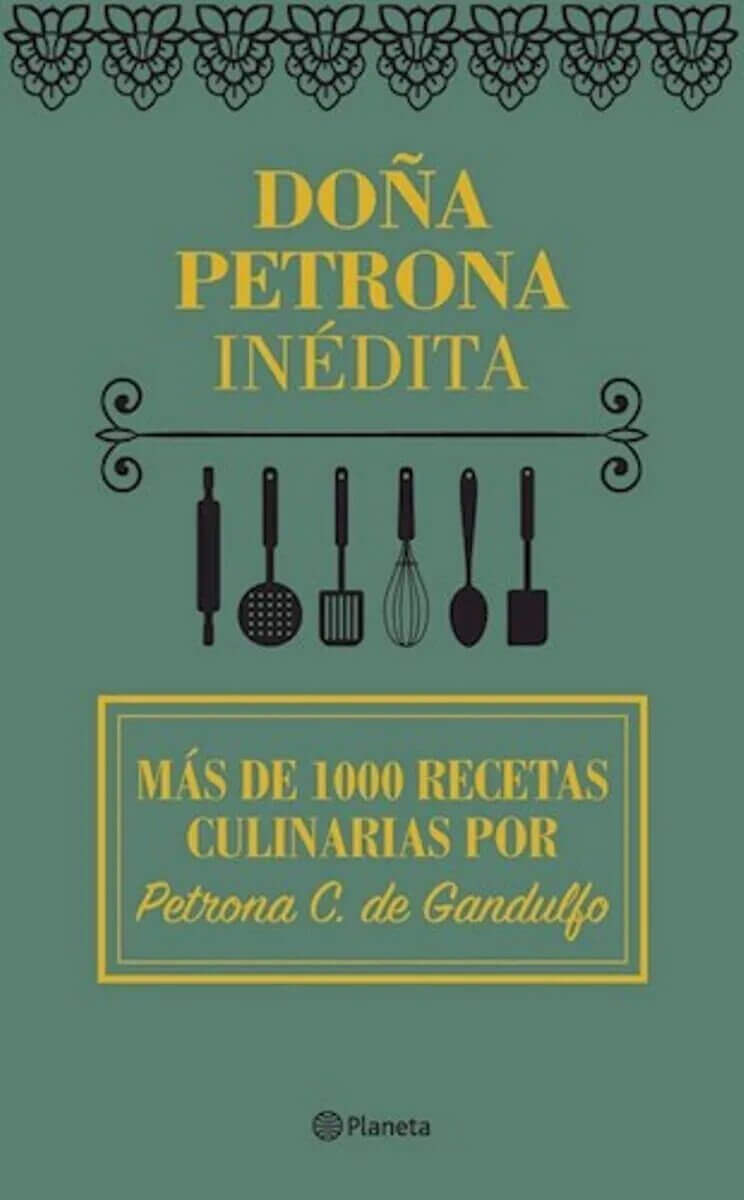 DOÑA
PETRONA
INÉDITA
MÁS DE 1000 RECETAS
CULINARIAS POR
Petrona C. de Gandulfo
Planeta